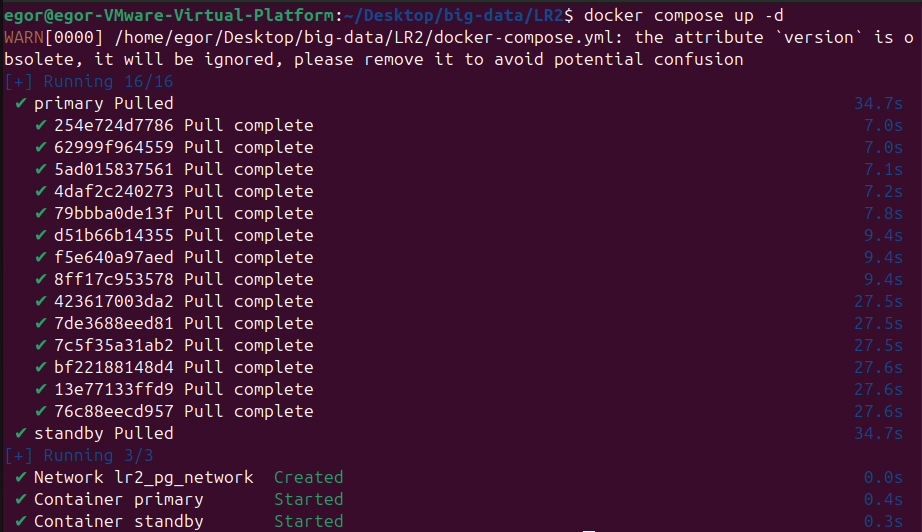 egor@egor-VMware-Virtual-Platform:~/Desktop/big-data/LR2$ docker compose up -d
WARN[0000] /home/egor/Desktop/big-data/LR2/docker-compose.yml: the attribute `version` is o
bsolete, it will be ignored, please remove it to avoid potential confusion
[+] Running 16/16
✔ primary Pulled 34.7s
✔ 254e724d7786 Pull complete 7.0s
✔ 62999f964559 Pull complete 7.0s
✔ 5ad015837561 Pull complete 7.1s
✔ 4daf2c240273 Pull complete 7.2s
✔ 79bbba0de13f Pull complete 7.8s
✔ d51b66b14355 Pull complete 9.4s
✔ f5e640a97aed Pull complete 9.4s
✔ 8ff17c953578 Pull complete 9.4s
✔ 423617003da2 Pull complete 27.5s
✔ 7de3688eed81 Pull complete 27.5s
✔ 7c5f35a31ab2 Pull complete 27.5s
✔ bf22188148d4 Pull complete 27.6s
✔ 13e77133ffd9 Pull complete 27.6s
✔ 76c88eecd957 Pull complete 27.6s
✔ standby Pulled 34.7s
[+] Running 3/3
✔ Network lr2_pg_network Created 0.0s
✔ Container primary Started 0.4s
✔ Container standby Started 0.3s